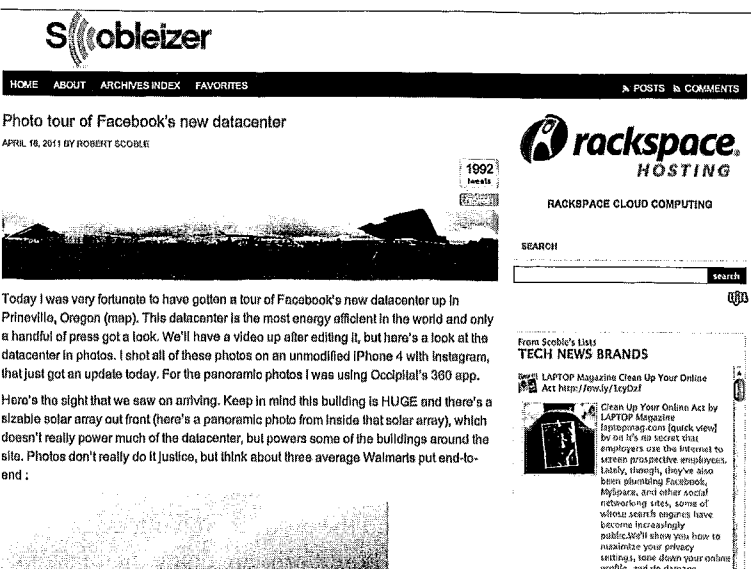 Scobleizer
HOME ABOUT ARCHIVES INDEX FAVORITES
POSTS COMMENTS
Photo tour of Facebook's new datacenter
APRIL 18, 2011 BY ROBERT SCOBLE
1992
tweets
Today I was very fortunate to have gotten a tour of Facebook's new datacenter up in
Prineville, Oregon (map). This datacenter is the most energy efficient in the world and only
a handful of press got a look. We'll have a video up after editing it, but here's a look at the
datacenter in photos. I shot all of these photos on an unmodified iPhone 4 with Instagram,
that just got an update today. For the panoramic photos I was using Occipital's 360 app.
Here's the sight that we saw on arriving. Keep in mind this building is HUGE and there's a
sizable solar array out front (here's a panoramic photo from inside that solar array), which
doesn't really power much of the datacenter, but powers some of the buildings around the
site. Photos don't really do it justice, but think about three average Walmarts put end-to-
end :
rackspace.
HOSTING
RACKSPACE CLOUD COMPUTING
SEARCH
search
From Scoble's Lists
TECH NEWS BRANDS
LAPTOP Magazine Clean Up Your Online
Act http://ow.ly/1cyDzf
Clean Up Your Online Act by
LAPTOP Magazine
laptopmag.com [quick view]
by on It's no secret that
employers use the Internet to
screen prospective employees.
Lately, though, they've also
been plumbing Facebook,
MySpace, and other social
networking sites, some of
whose search engines have
become increasingly
public.We'll show you how to
maximize your privacy
settings, tone down your online
profile, and do damage